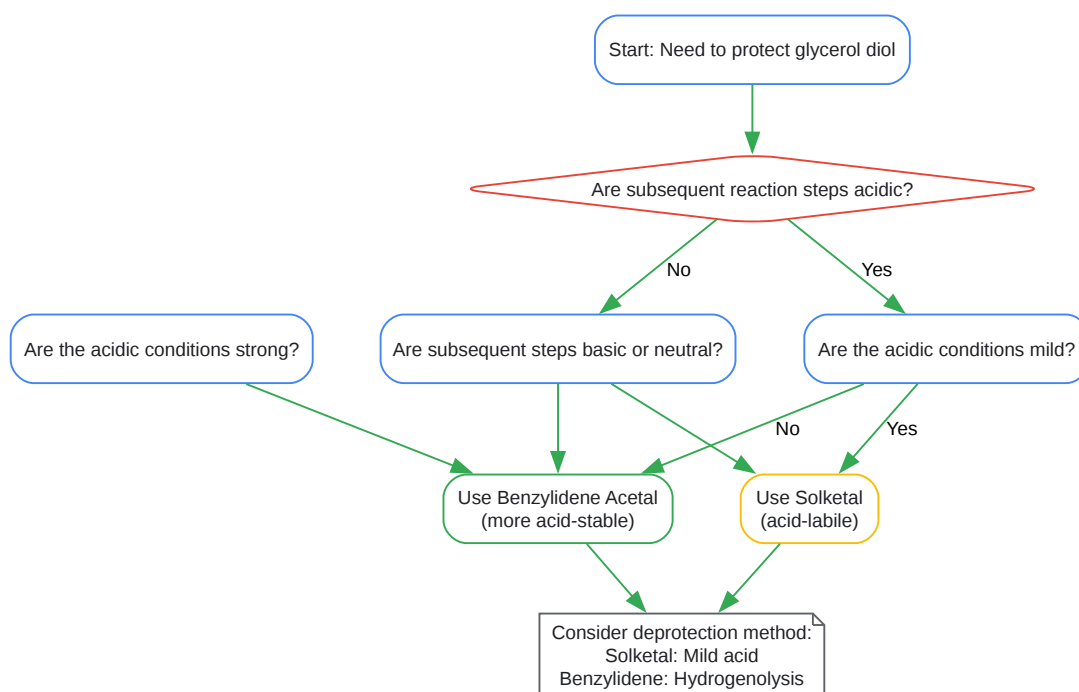 Start: Need to protect glycerol diol
Are subsequent reaction steps acidic?
No
Yes
Are the acidic conditions strong?
Are subsequent steps basic or neutral?
Are the acidic conditions mild?
No
Yes
Use Benzylidene Acetal
(more acid-stable)
Use Solketal
(acid-labile)
Consider deprotection method:
Solketal: Mild acid
Benzylidene: Hydrogenolysis